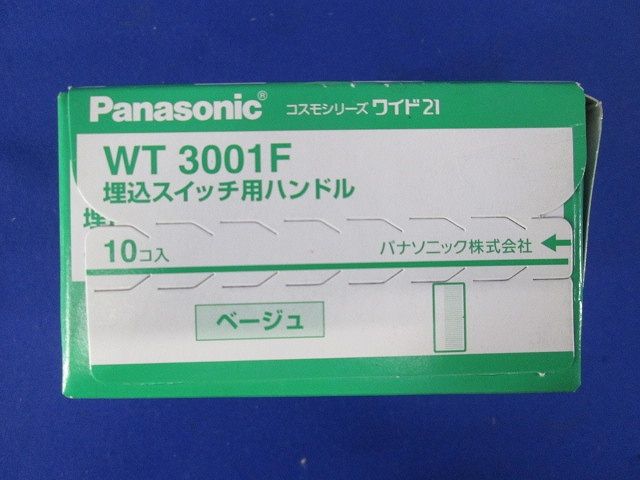 Panasonic® コスモシリーズ ワイド21
WT 3001F
埋込スイッチ用ハンドル
埋
10コ入
パナソニック株式会社
ベージュ